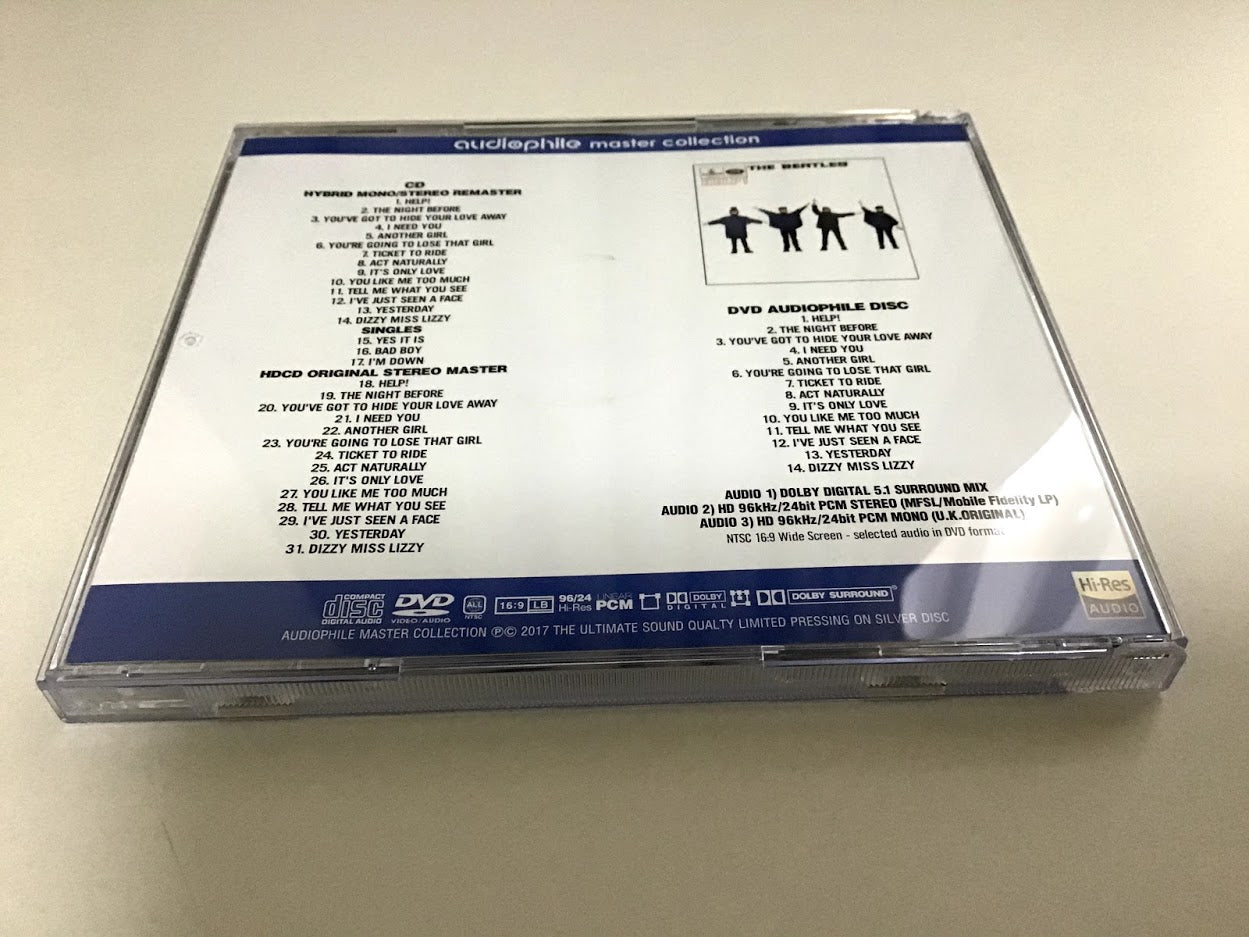 audiophile master collection
CD
HYBRID MONO/STEREO REMASTER
1. HELP!
2. THE NIGHT BEFORE
3. YOU'VE GOT TO HIDE YOUR LOVE AWAY
4. I NEED YOU
5. ANOTHER GIRL
6. YOU'RE GOING TO LOSE THAT GIRL
7. TICKET TO RIDE
8. ACT NATURALLY
9. IT'S ONLY LOVE
10. YOU LIKE ME TOO MUCH
11. TELL ME WHAT YOU SEE
12. I'VE JUST SEEN A FACE
13. YESTERDAY
14. DIZZY MISS LIZZY
SINGLES
15. YES IT IS
16. BAD BOY
17. I'M DOWN
HDCD ORIGINAL STEREO MASTER
18. HELP!
19. THE NIGHT BEFORE
20. YOU'VE GOT TO HIDE YOUR LOVE AWAY
21. I NEED YOU
22. ANOTHER GIRL
23. YOU'RE GOING TO LOSE THAT GIRL
24. TICKET TO RIDE
25. ACT NATURALLY
26. IT'S ONLY LOVE
27. YOU LIKE ME TOO MUCH
28. TELL ME WHAT YOU SEE
29. I'VE JUST SEEN A FACE
30. YESTERDAY
31. DIZZY MISS LIZZY
THE BEATLES
DVD AUDIOPHILE DISC
1. HELP!
2. THE NIGHT BEFORE
3. YOU'VE GOT TO HIDE YOUR LOVE AWAY
4. I NEED YOU
5. ANOTHER GIRL
6. YOU'RE GOING TO LOSE THAT GIRL
7. TICKET TO RIDE
8. ACT NATURALLY
9. IT'S ONLY LOVE
10. YOU LIKE ME TOO MUCH
11. TELL ME WHAT YOU SEE
12. I'VE JUST SEEN A FACE
13. YESTERDAY
14. DIZZY MISS LIZZY
AUDIO 1) DOLBY DIGITAL 5.1 SURROUND MIX
AUDIO 2) HD 96kHz/24bit PCM STEREO (MFSL/Mobile Fidelity LP)
AUDIO 3) HD 96kHz/24bit PCM MONO (U.K.ORIGINAL)
NTSC 16:9 Wide Screen - selected audio in DVD format
COMPACT disc DIGITAL AUDIO
DVD VIDEO/AUDIO
ALL NTSC
16:9 LB
96/24 Hi-Res
LINEAR PCM
DOLBY DIGITAL
DOLBY SURROUND
Hi-Res AUDIO
AUDIOPHILE MASTER COLLECTION ℗© 2017 THE ULTIMATE SOUND QUALTY LIMITED PRESSING ON SILVER DISC